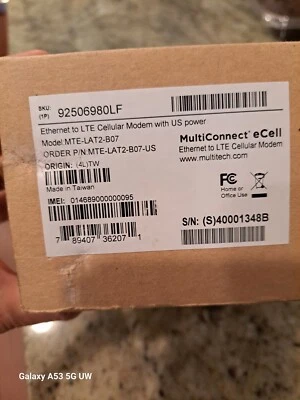 SKU: (1P) 92506980LF
Ethernet to LTE Cellular Modem with US power
Model:MTE-LAT2-B07
ORDER P/N:MTE-LAT2-B07-US
ORIGIN: (4L)TW
Made in Taiwan
MultiConnect® eCell
Ethernet to LTE Cellular Modem
www.multitech.com
FC
Home or
Office Use
IMEI: 014689000000095
S/N: (S)40001348B
7 89407 36207 1
Galaxy A53 5G UW